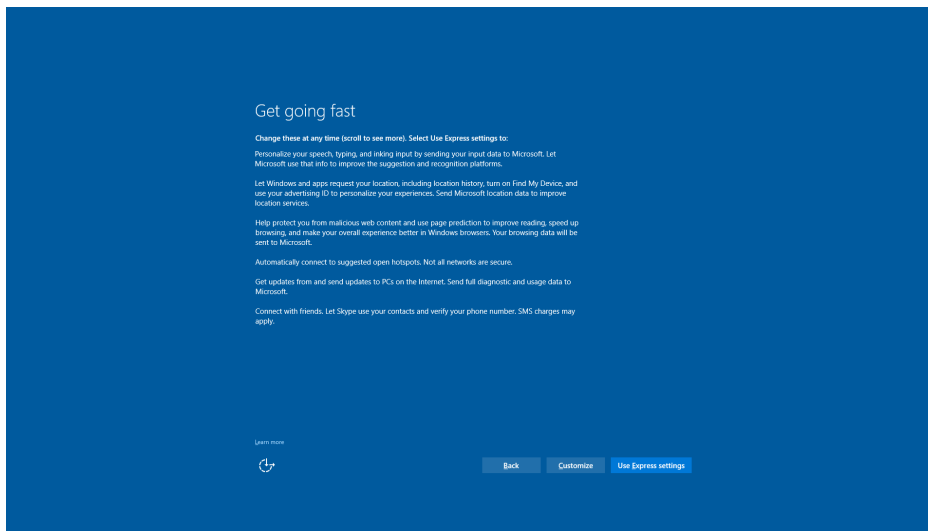 Get going fast
Change these at any time (scroll to see more). Select Use Express settings to:
Personalize your speech, typing, and inking input by sending your input data to Microsoft. Let
Microsoft use that info to improve the suggestion and recognition platforms.
Let Windows and apps request your location, including location history, turn on Find My Device, and
use your advertising ID to personalize your experiences. Send Microsoft location data to improve
location services.
Help protect you from malicious web content and use page prediction to improve reading, speed up
browsing, and make your overall experience better in Windows browsers. Your browsing data will be
sent to Microsoft.
Automatically connect to suggested open hotspots. Not all networks are secure.
Get updates from and send updates to PCs on the Internet. Send full diagnostic and usage data to
Microsoft.
Connect with friends. Let Skype use your contacts and verify your phone number. SMS charges may
apply.
Learn more
Back Customize Use Express settings